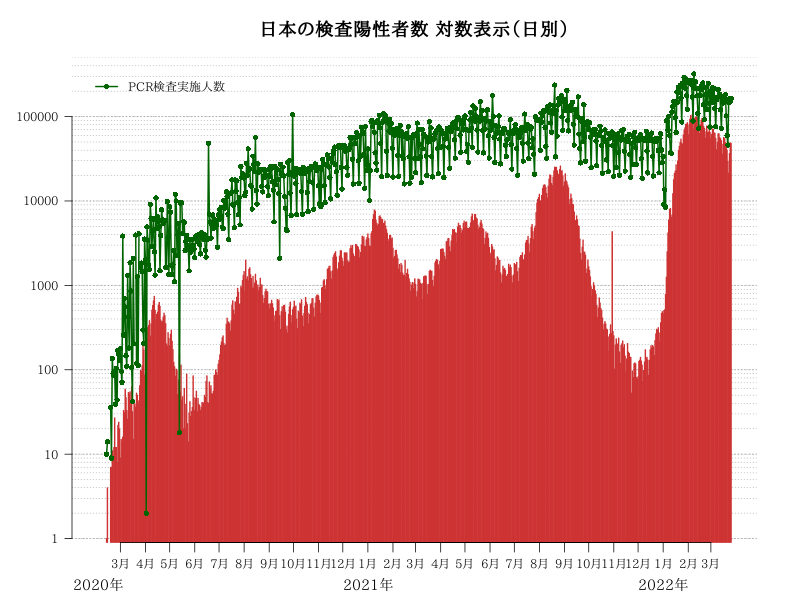 日本の検査陽性者数 対数表示(日別)
PCR検査実施人数
100000
10000
1000
100
10
1
3月 4月 5月 6月 7月 8月 9月 10月 11月 12月 1月 2月 3月 4月 5月 6月 7月 8月 9月 10月 11月 12月 1月 2月 3月
2020年 2021年 2022年